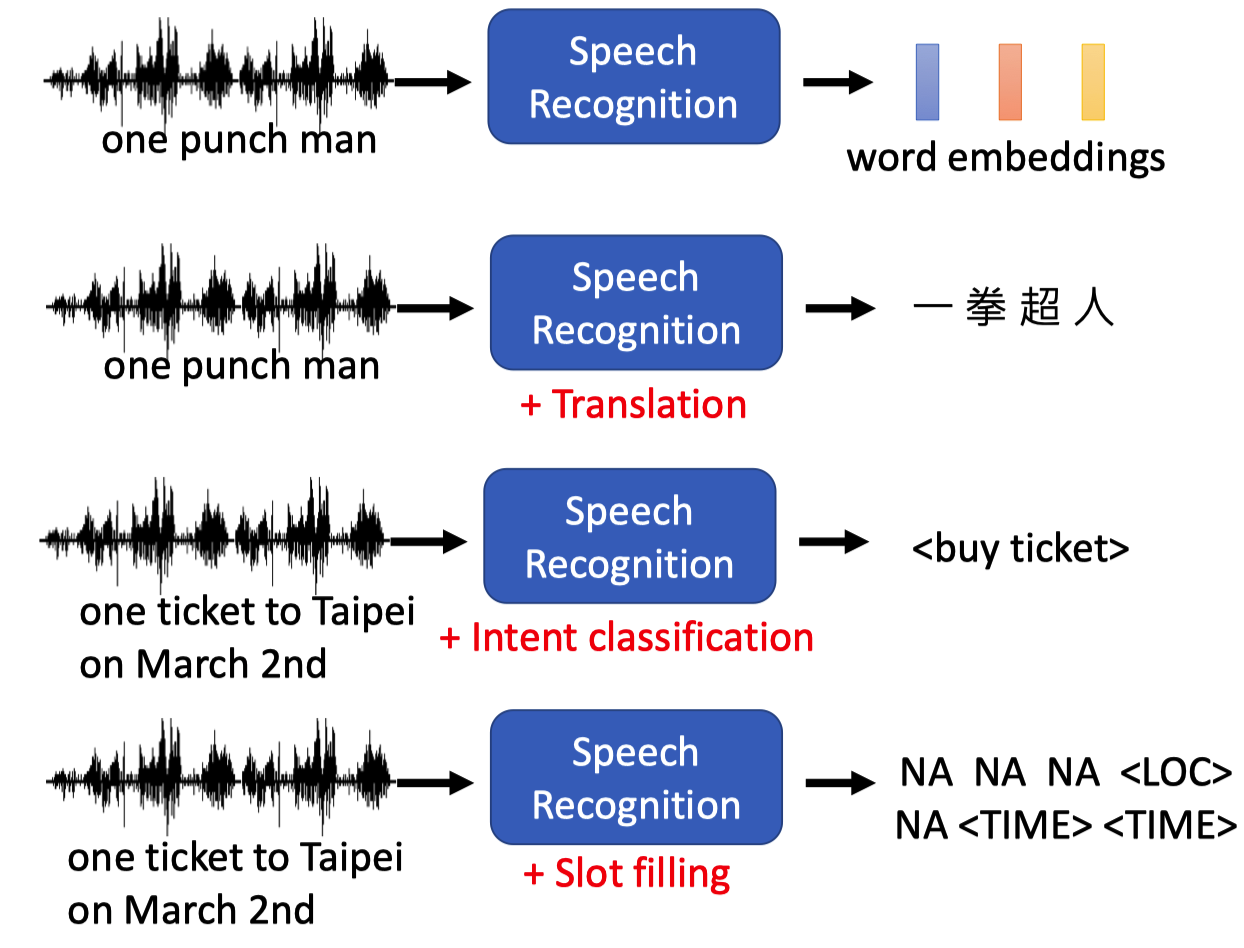 Speech
Recognition
one punch man
word embeddings
Speech
Recognition
one punch man
一 拳 超 人
+ Translation
Speech
Recognition
<buy ticket>
one ticket to Taipei
on March 2nd
+ Intent classification
Speech
Recognition
NA NA NA <LOC>
NA <TIME> <TIME>
one ticket to Taipei
on March 2nd
+ Slot filling